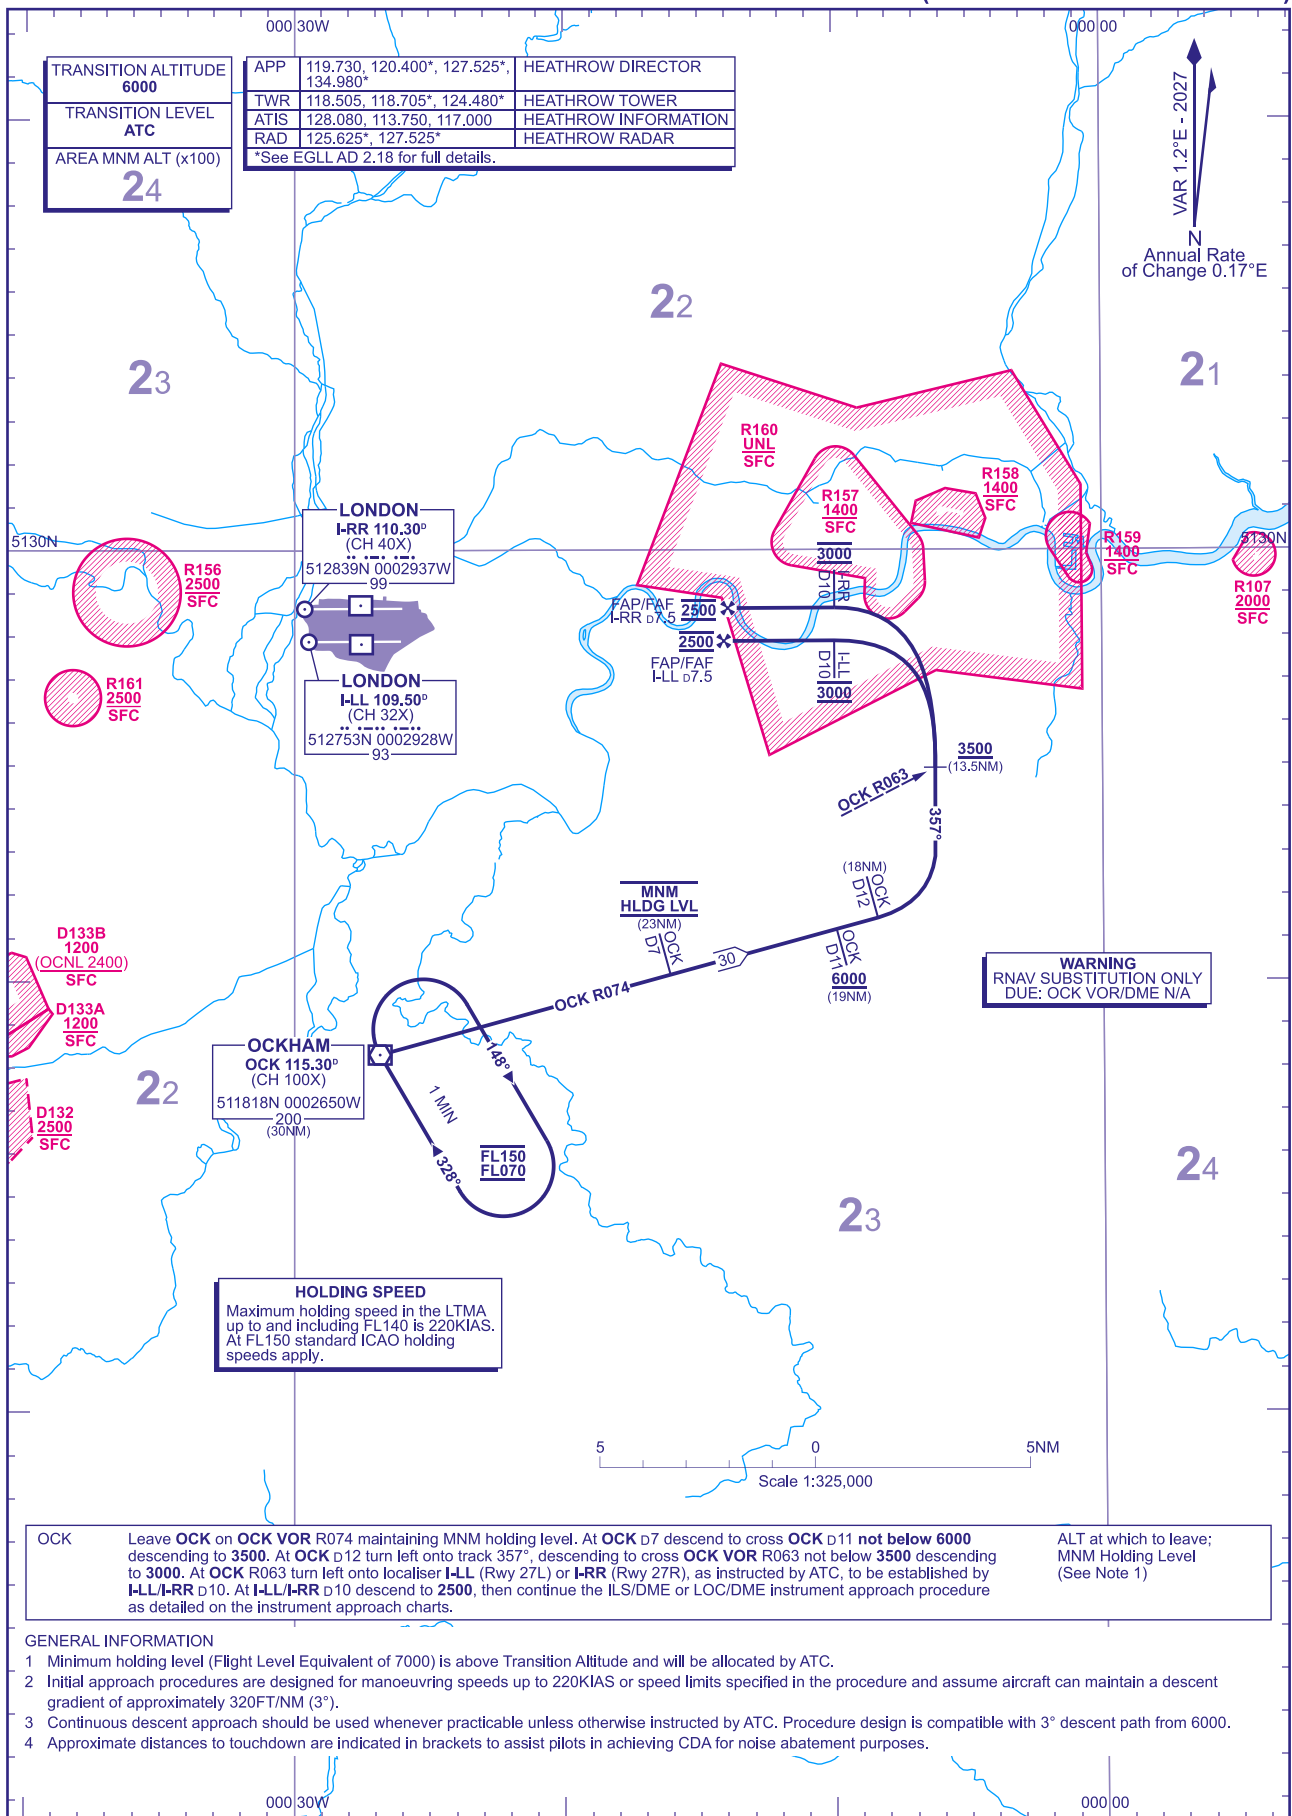 000 30W
000 00
TRANSITION ALTITUDE
6000
TRANSITION LEVEL
ATC
AREA MNM ALT (x100)
24
APP 119.730, 120.400*, 127.525*, HEATHROW DIRECTOR
134.980*
TWR 118.505, 118.705*, 124.480* HEATHROW TOWER
ATIS 128.080, 113.750, 117.000 HEATHROW INFORMATION
RAD 125.625*, 127.525* HEATHROW RADAR
*See EGLL AD 2.18 for full details.
VAR 1.2°E - 2027
N
Annual Rate
of Change 0.17°E
22
23
21
R160
UNL
SFC
R157
1400
SFC
R158
1400
SFC
R159
1400
SFC
R107
2000
SFC
5130N
5130N
R156
2500
SFC
R161
2500
SFC
LONDON
I-RR 110.30ᴰ
(CH 40X)
·· ·–· ·–·
512839N 0002937W
99
LONDON
I-LL 109.50ᴰ
(CH 32X)
·· ·–·· ·–··
512753N 0002928W
93
3000
D10
I-RR
FAP/FAF
I-RR D7.5
2500
2500
FAP/FAF
I-LL D7.5
I-LL
D10
3000
3500
(13.5NM)
OCK R063
357°
(18NM)
OCK
D12
MNM
HLDG LVL
(23NM)
OCK
D7
30
OCK
D11
6000
(19NM)
OCK R074
WARNING
RNAV SUBSTITUTION ONLY
DUE: OCK VOR/DME N/A
D133B
1200
(OCNL 2400)
SFC
D133A
1200
SFC
D132
2500
SFC
22
OCKHAM
OCK 115.30ᴰ
(CH 100X)
511818N 0002650W
200
(30NM)
148°
1 MIN
328°
FL150
FL070
24
23
HOLDING SPEED
Maximum holding speed in the LTMA
up to and including FL140 is 220KIAS.
At FL150 standard ICAO holding
speeds apply.
5 0 5NM
Scale 1:325,000
OCK Leave OCK on OCK VOR R074 maintaining MNM holding level. At OCK D7 descend to cross OCK D11 not below 6000
descending to 3500. At OCK D12 turn left onto track 357°, descending to cross OCK VOR R063 not below 3500 descending
to 3000. At OCK R063 turn left onto localiser I-LL (Rwy 27L) or I-RR (Rwy 27R), as instructed by ATC, to be established by
I-LL/I-RR D10. At I-LL/I-RR D10 descend to 2500, then continue the ILS/DME or LOC/DME instrument approach procedure
as detailed on the instrument approach charts.
ALT at which to leave;
MNM Holding Level
(See Note 1)
GENERAL INFORMATION
1 Minimum holding level (Flight Level Equivalent of 7000) is above Transition Altitude and will be allocated by ATC.
2 Initial approach procedures are designed for manoeuvring speeds up to 220KIAS or speed limits specified in the procedure and assume aircraft can maintain a descent
gradient of approximately 320FT/NM (3°).
3 Continuous descent approach should be used whenever practicable unless otherwise instructed by ATC. Procedure design is compatible with 3° descent path from 6000.
4 Approximate distances to touchdown are indicated in brackets to assist pilots in achieving CDA for noise abatement purposes.
000 30W
000 00